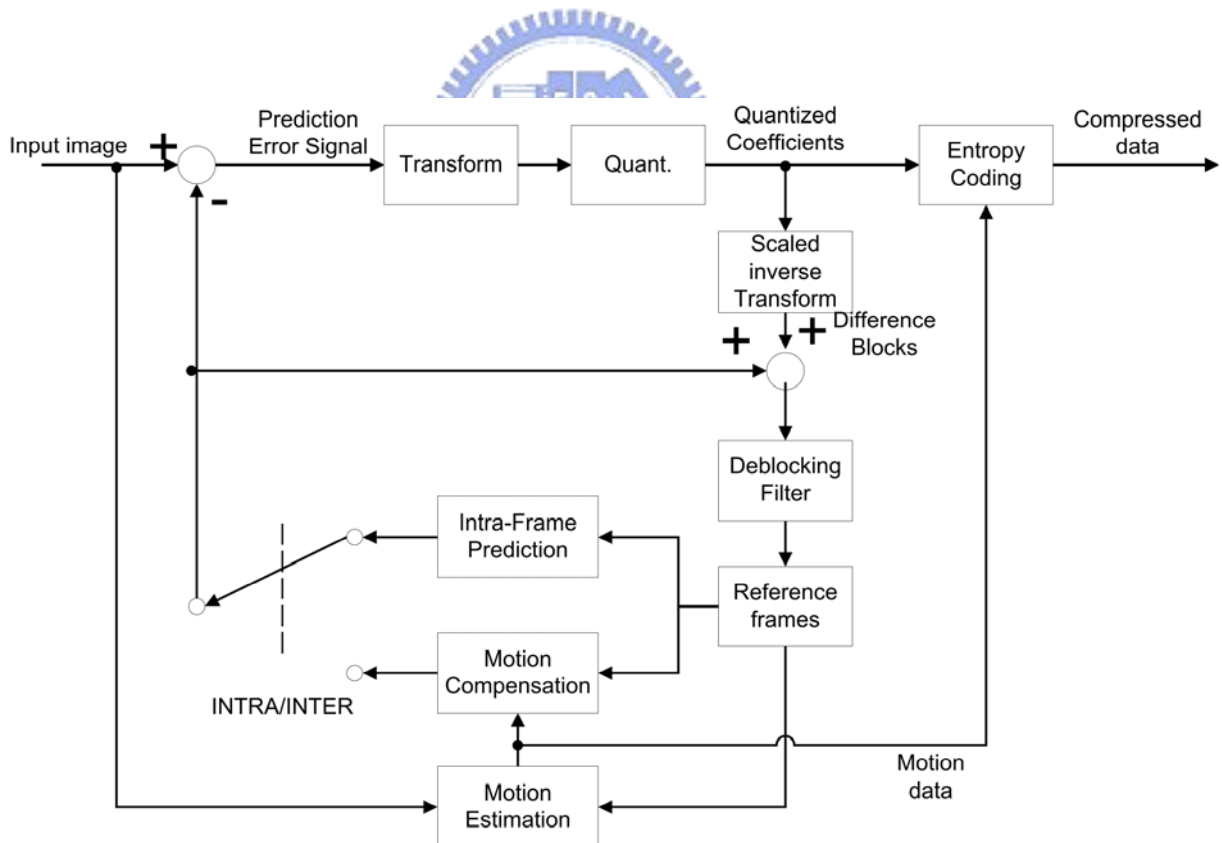 Input image
+
-
Prediction
Error Signal
Transform
Quant.
Quantized
Coefficients
Entropy
Coding
Compressed
data
Scaled
inverse
Transform
+
+
Difference
Blocks
Deblocking
Filter
Intra-Frame
Prediction
Reference
frames
Motion
Compensation
INTRA/INTER
Motion
data
Motion
Estimation